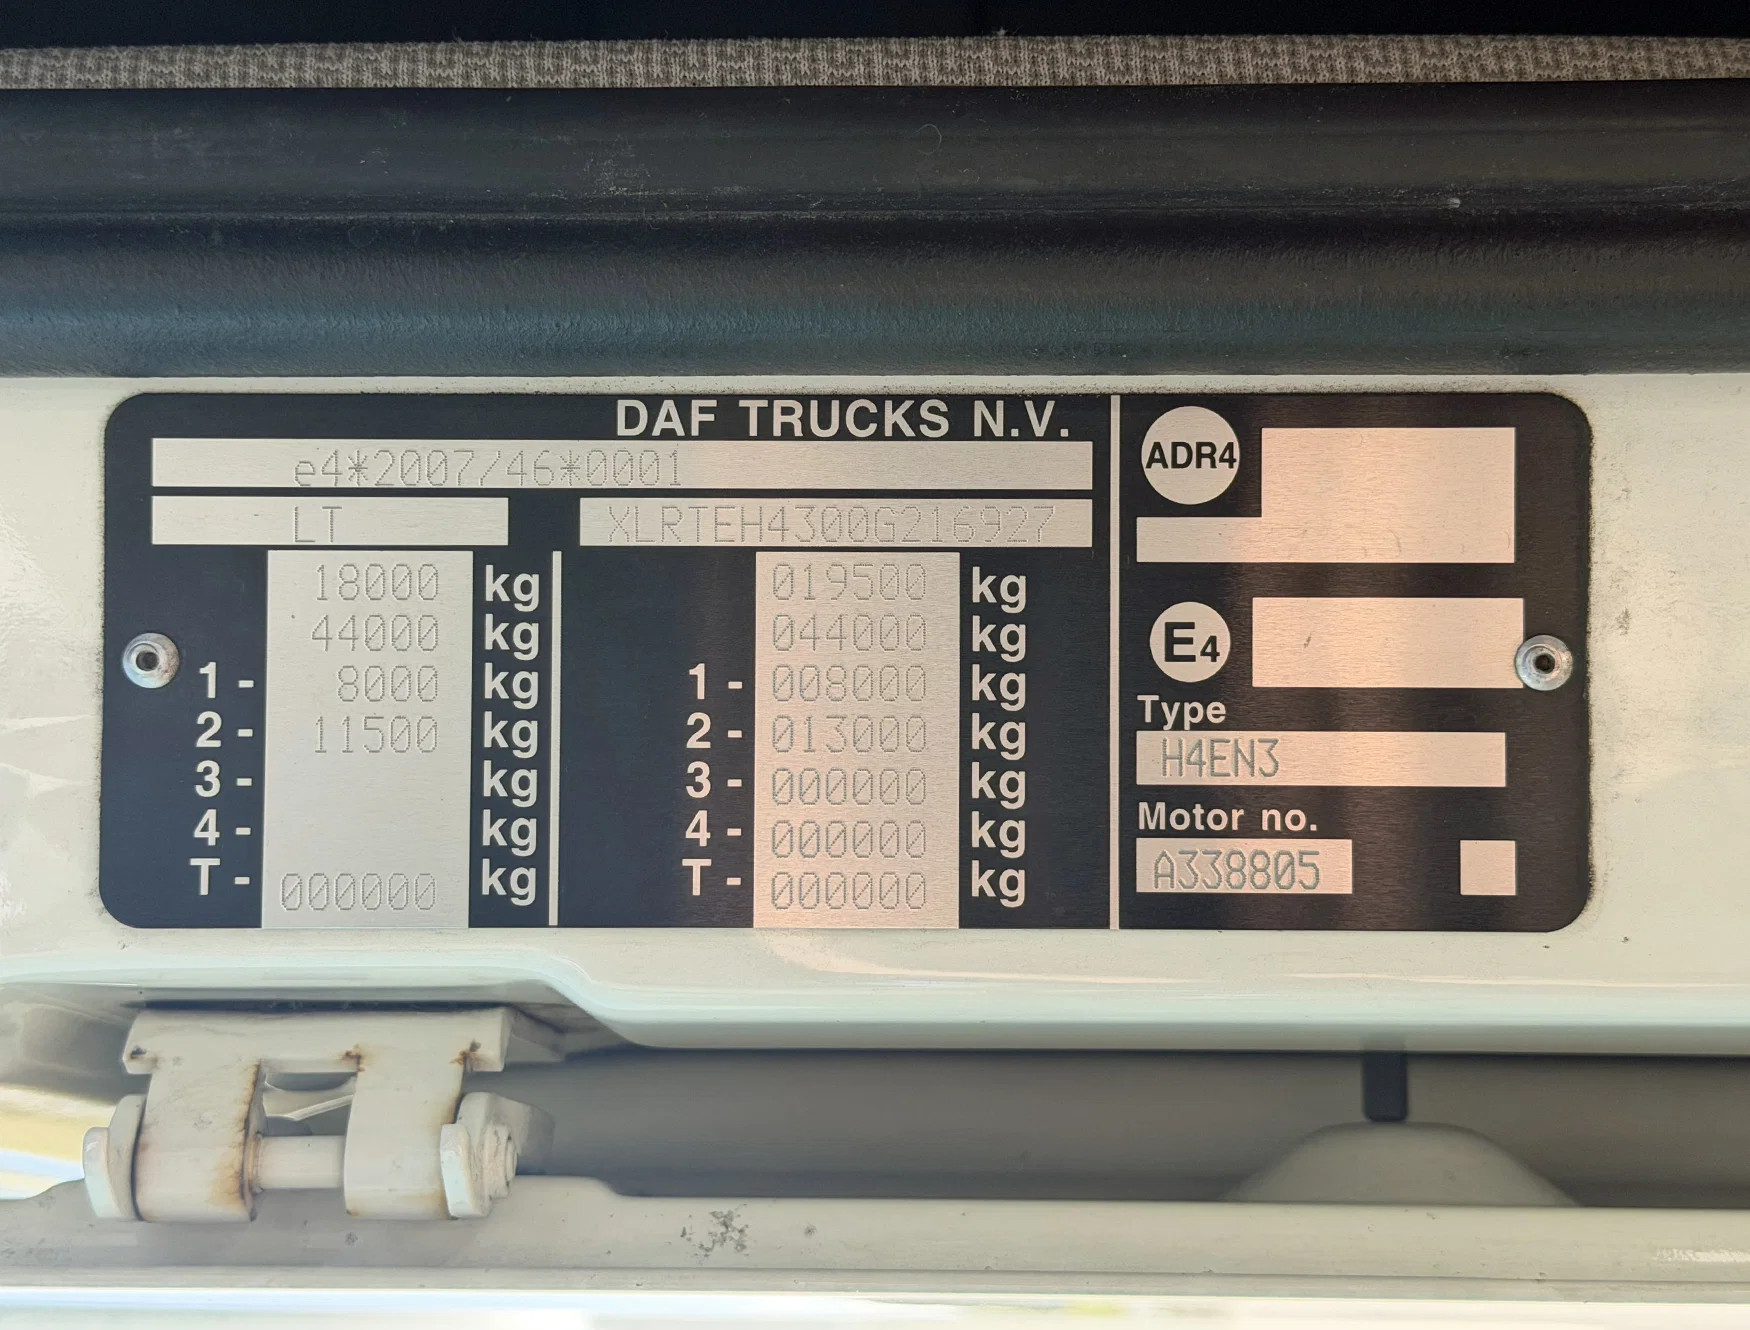 DAF TRUCKS N.V.
e4*2007/46*0001
LT XLRTEH4300G216927
18000 kg 019500 kg
44000 kg 044000 kg
1- 8000 kg 1- 008000 kg
2- 11500 kg 2- 013000 kg
3- kg 3- 000000 kg
4- kg 4- 000000 kg
T- 000000 kg T- 000000 kg
ADR4
E4
Type
H4EN3
Motor no.
A338805